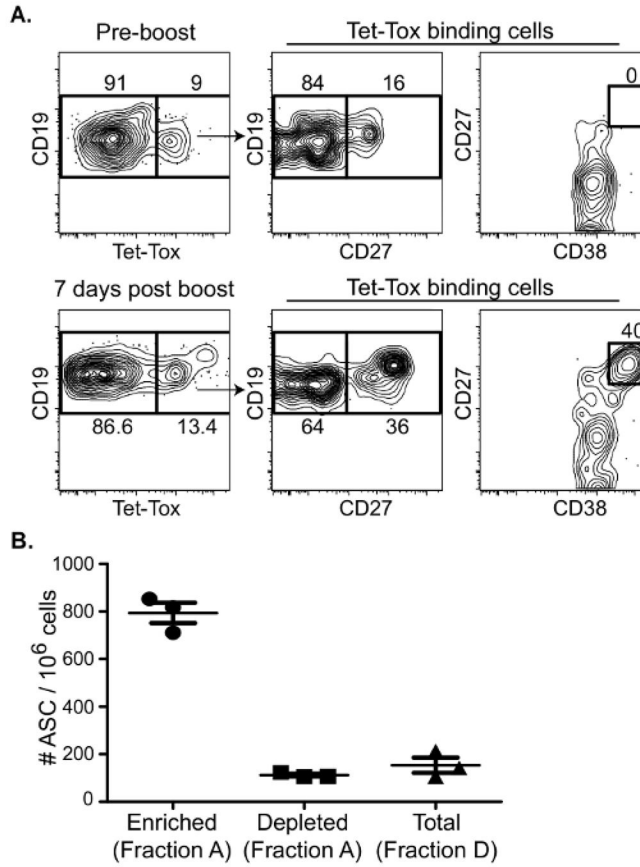 A.
Pre-boost
Tet-Tox binding cells
91 9
84 16
0
CD19
CD19
CD27
Tet-Tox
CD27
CD38
7 days post boost
Tet-Tox binding cells
40
CD19
CD19
CD27
86.6 13.4
64 36
Tet-Tox
CD27
CD38
B.
# ASC / 10⁶ cells
1000
800
600
400
200
0
Enriched
(Fraction A)
Depleted
(Fraction A)
Total
(Fraction D)